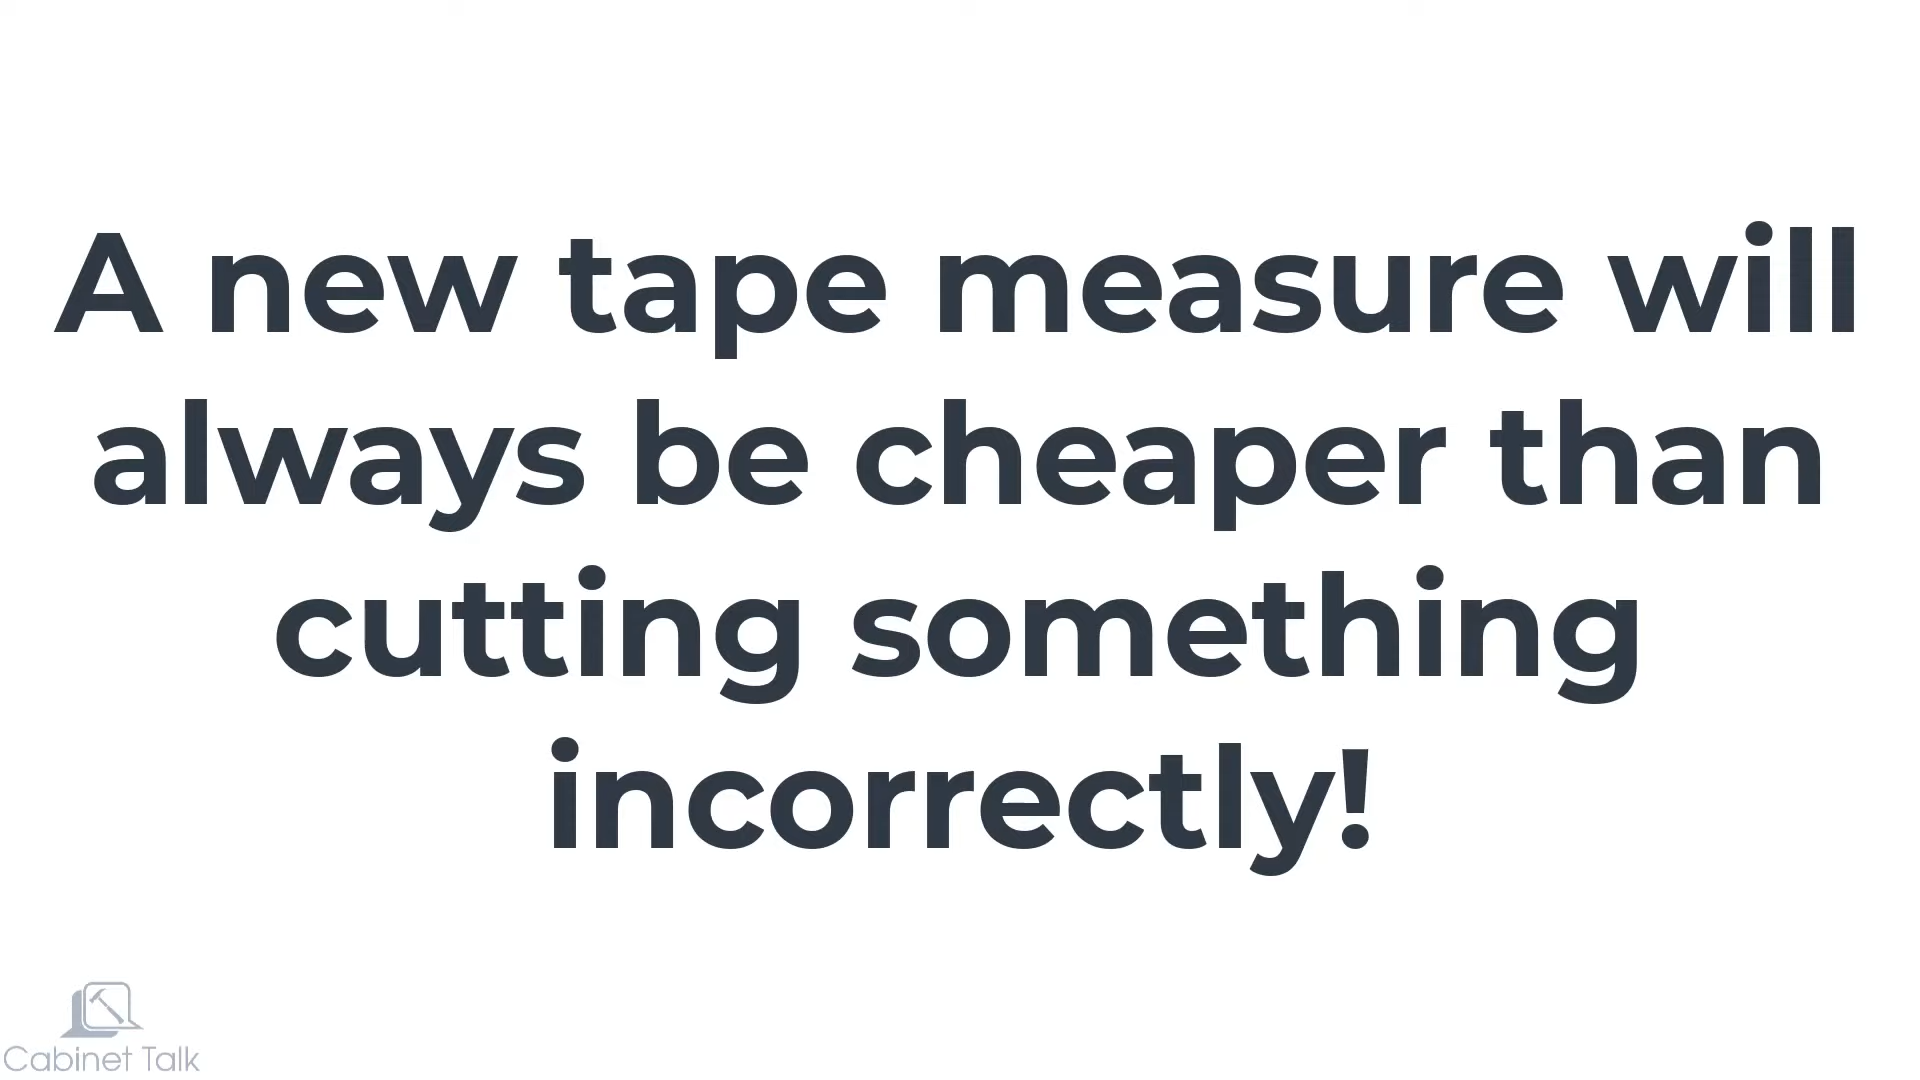 A new tape measure will
always be cheaper than
cutting something
incorrectly!
Cabinet Talk